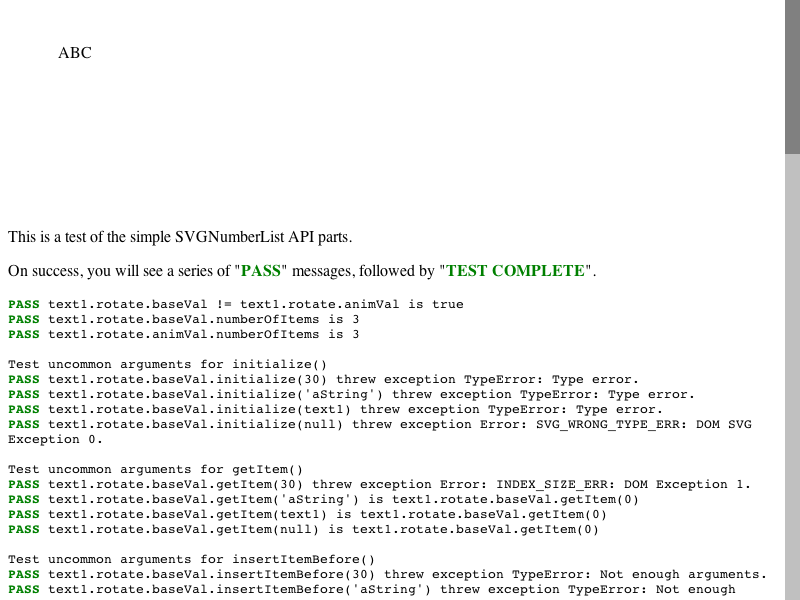 ABC
This is a test of the simple SVGNumberList API parts.
On success, you will see a series of "PASS" messages, followed by "TEST COMPLETE".
PASS text1.rotate.baseVal != text1.rotate.animVal is true
PASS text1.rotate.baseVal.numberOfItems is 3
PASS text1.rotate.animVal.numberOfItems is 3
Test uncommon arguments for initialize()
PASS text1.rotate.baseVal.initialize(30) threw exception TypeError: Type error.
PASS text1.rotate.baseVal.initialize('aString') threw exception TypeError: Type error.
PASS text1.rotate.baseVal.initialize(text1) threw exception TypeError: Type error.
PASS text1.rotate.baseVal.initialize(null) threw exception Error: SVG_WRONG_TYPE_ERR: DOM SVG
Exception 0.
Test uncommon arguments for getItem()
PASS text1.rotate.baseVal.getItem(30) threw exception Error: INDEX_SIZE_ERR: DOM Exception 1.
PASS text1.rotate.baseVal.getItem('aString') is text1.rotate.baseVal.getItem(0)
PASS text1.rotate.baseVal.getItem(text1) is text1.rotate.baseVal.getItem(0)
PASS text1.rotate.baseVal.getItem(null) is text1.rotate.baseVal.getItem(0)
Test uncommon arguments for insertItemBefore()
PASS text1.rotate.baseVal.insertItemBefore(30) threw exception TypeError: Not enough arguments.
PASS text1.rotate.baseVal.insertItemBefore('aString') threw exception TypeError: Not enough